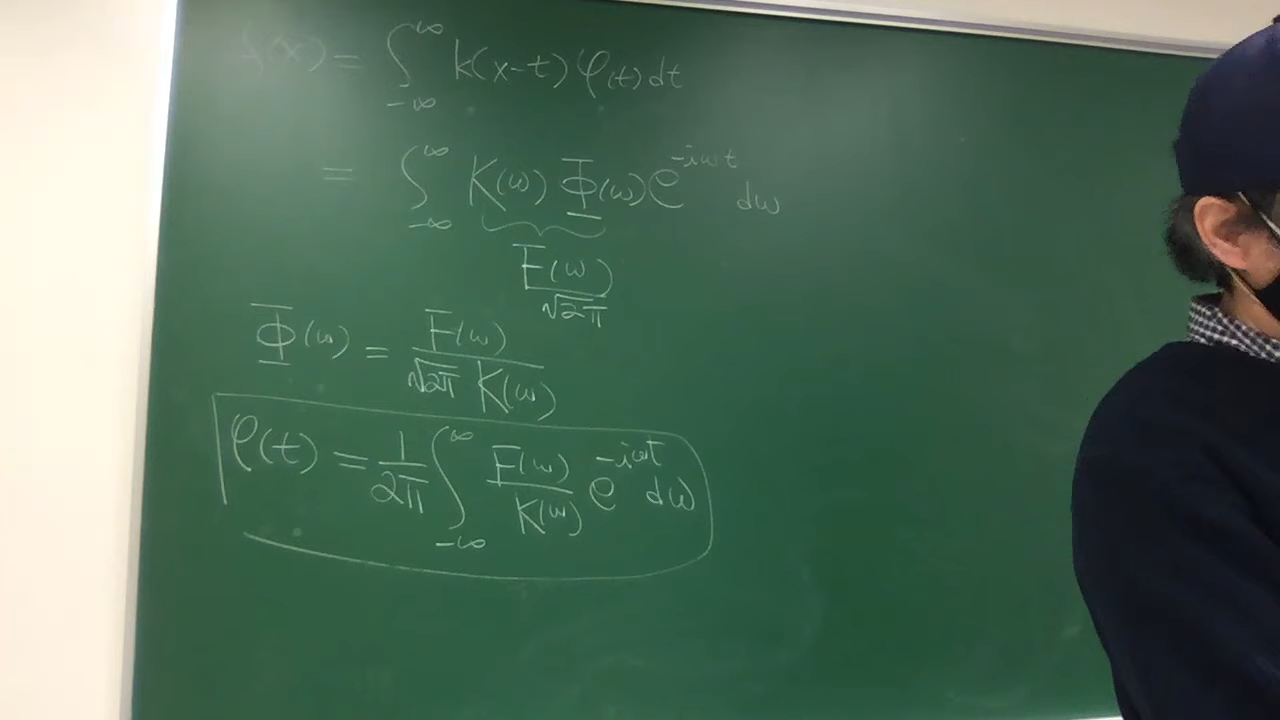 f(x) = ∫_{-∞}^{∞} k(x-t) φ(t) dt
= ∫_{-∞}^{∞} K(ω) Φ(ω) e^{-iωt} dω
F(ω)/√2π
Φ(ω) = F(ω)/(√2π K(ω))
φ(t) = 1/2π ∫_{-∞}^{∞} F(ω)/K(ω) e^{-iωt} dω